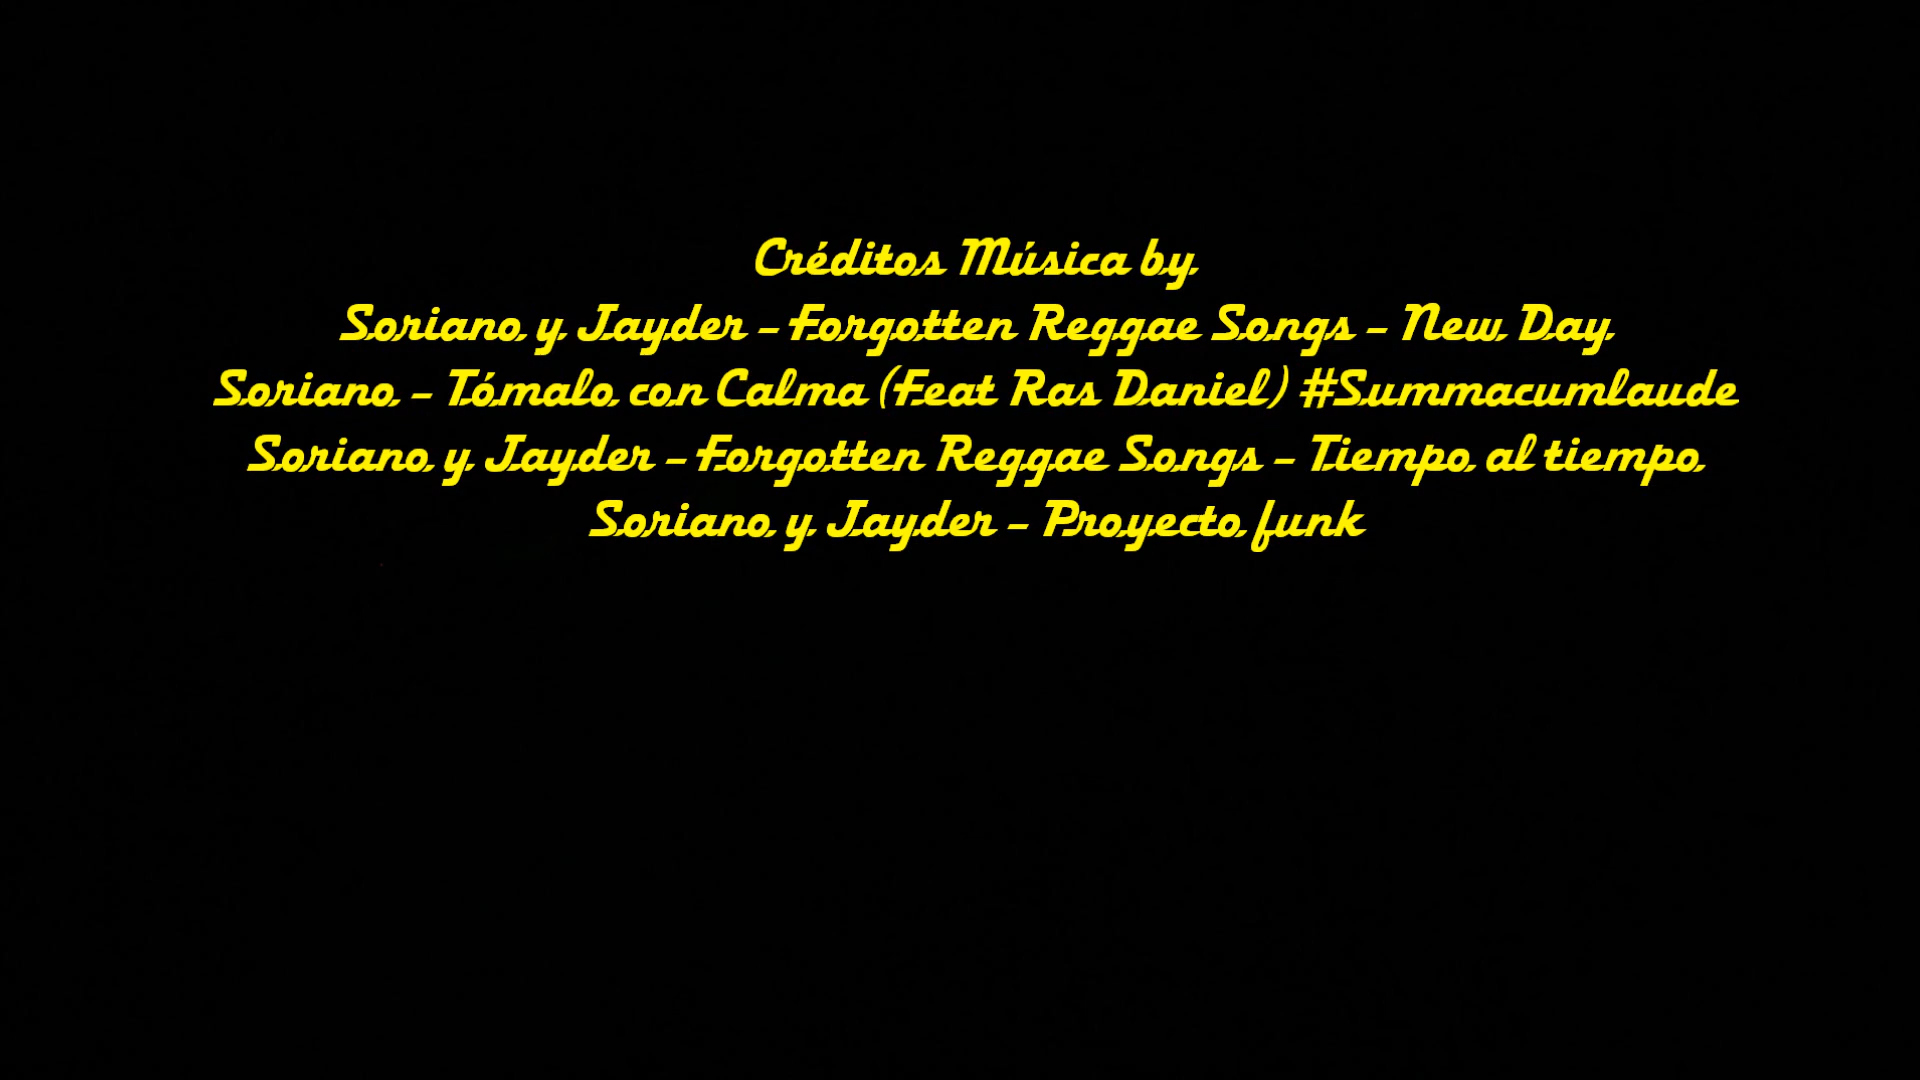 Créditos Música by
Soriano y Jayder - Forgotten Reggae Songs - New Day
Soriano - Tómalo con Calma (Feat Ras Daniel) #Summacumlaude
Soriano y Jayder - Forgotten Reggae Songs - Tiempo al tiempo
Soriano y Jayder - Proyecto funk